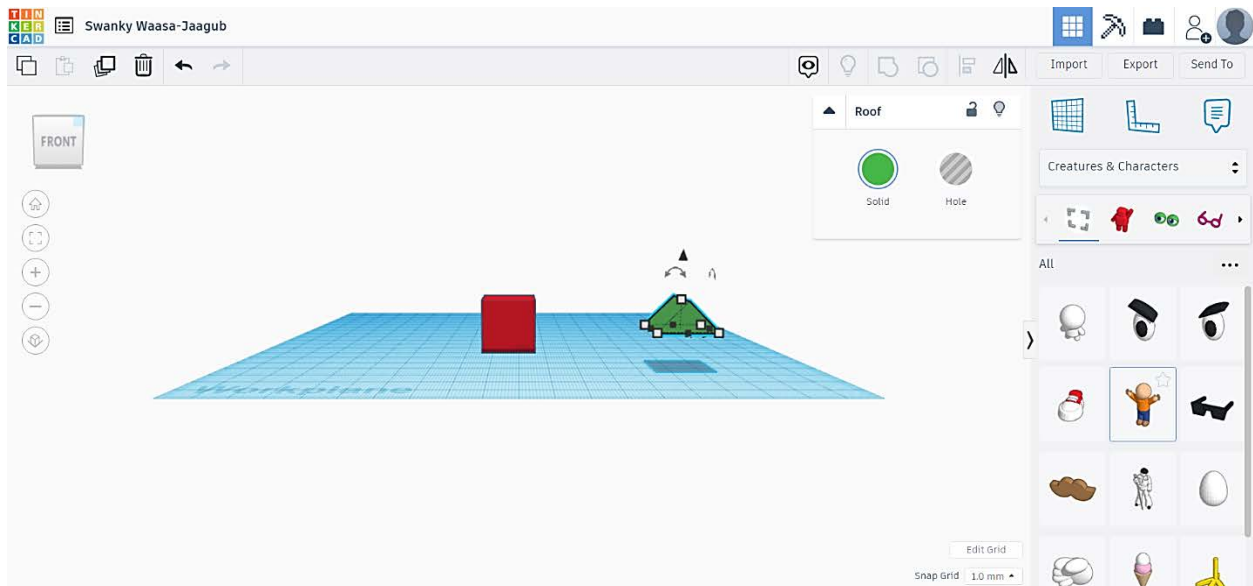 TIN
KER
CAD
Swanky Waasa-Jaagub
Import
Export
Send To
FRONT
Roof
Solid
Hole
Creatures & Characters
All
Workplane
Edit Grid
Snap Grid 1.0 mm